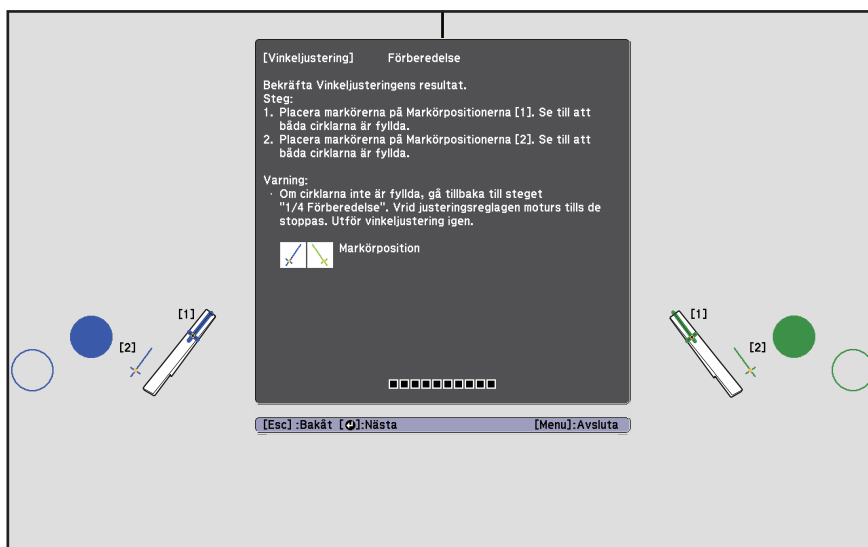 [Vinkeljustering] Förberedelse
Bekräfta Vinkeljusteringens resultat.
Steg:
1. Placera markörerna på Markörpositionerna [1]. Se till att
båda cirklarna är fyllda.
2. Placera markörerna på Markörpositionerna [2]. Se till att
båda cirklarna är fyllda.
Varning:
· Om cirklarna inte är fyllda, gå tillbaka till steget
"1/4 Förberedelse". Vrid justeringsreglagen moturs tills de
stoppas. Utför vinkeljustering igen.
Markörposition
[1]
[2]
[1]
[2]
[Esc] :Bakåt [⏎]:Nästa [Menu]:Avsluta